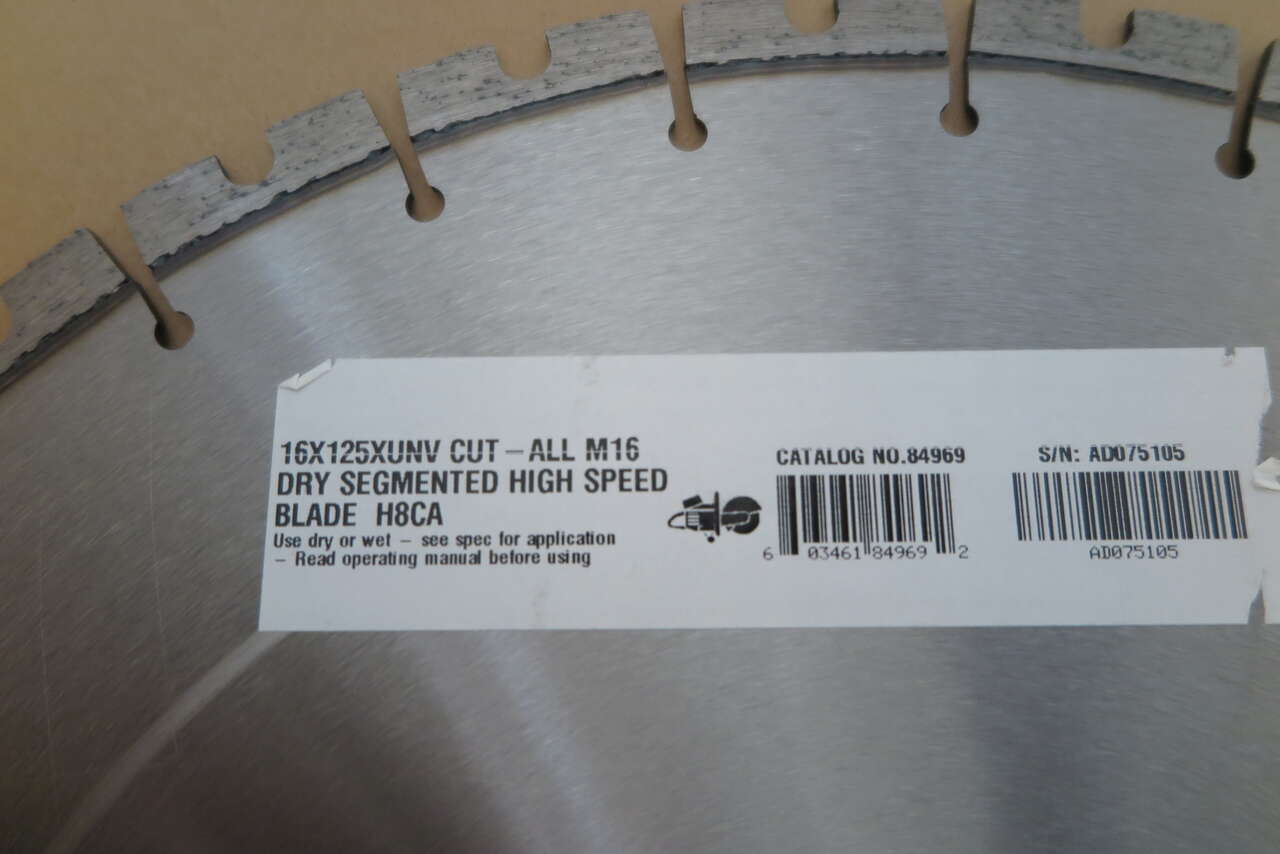 16X125XUNV CUT – ALL M16
DRY SEGMENTED HIGH SPEED
BLADE H8CA
Use dry or wet – see spec for application
– Read operating manual before using
CATALOG NO.84969
6 03461 84969 2
S/N: AD075105
AD075105